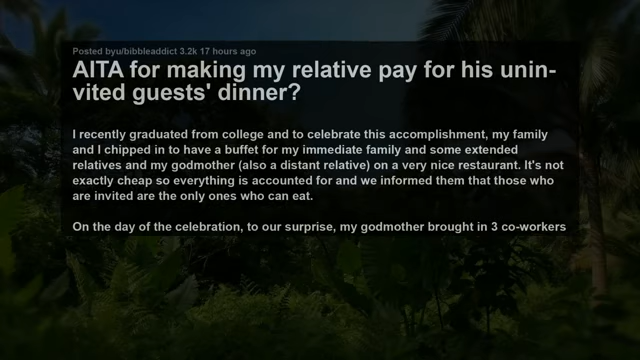 Posted byu/bibbleaddict 3.2k 17 hours ago
AITA for making my relative pay for his unin-
vited guests' dinner?
I recently graduated from college and to celebrate this accomplishment, my family
and I chipped in to have a buffet for my immediate family and some extended
relatives and my godmother (also a distant relative) on a very nice restaurant. It's not
exactly cheap so everything is accounted for and we informed them that those who
are invited are the only ones who can eat.
On the day of the celebration, to our surprise, my godmother brought in 3 co-workers